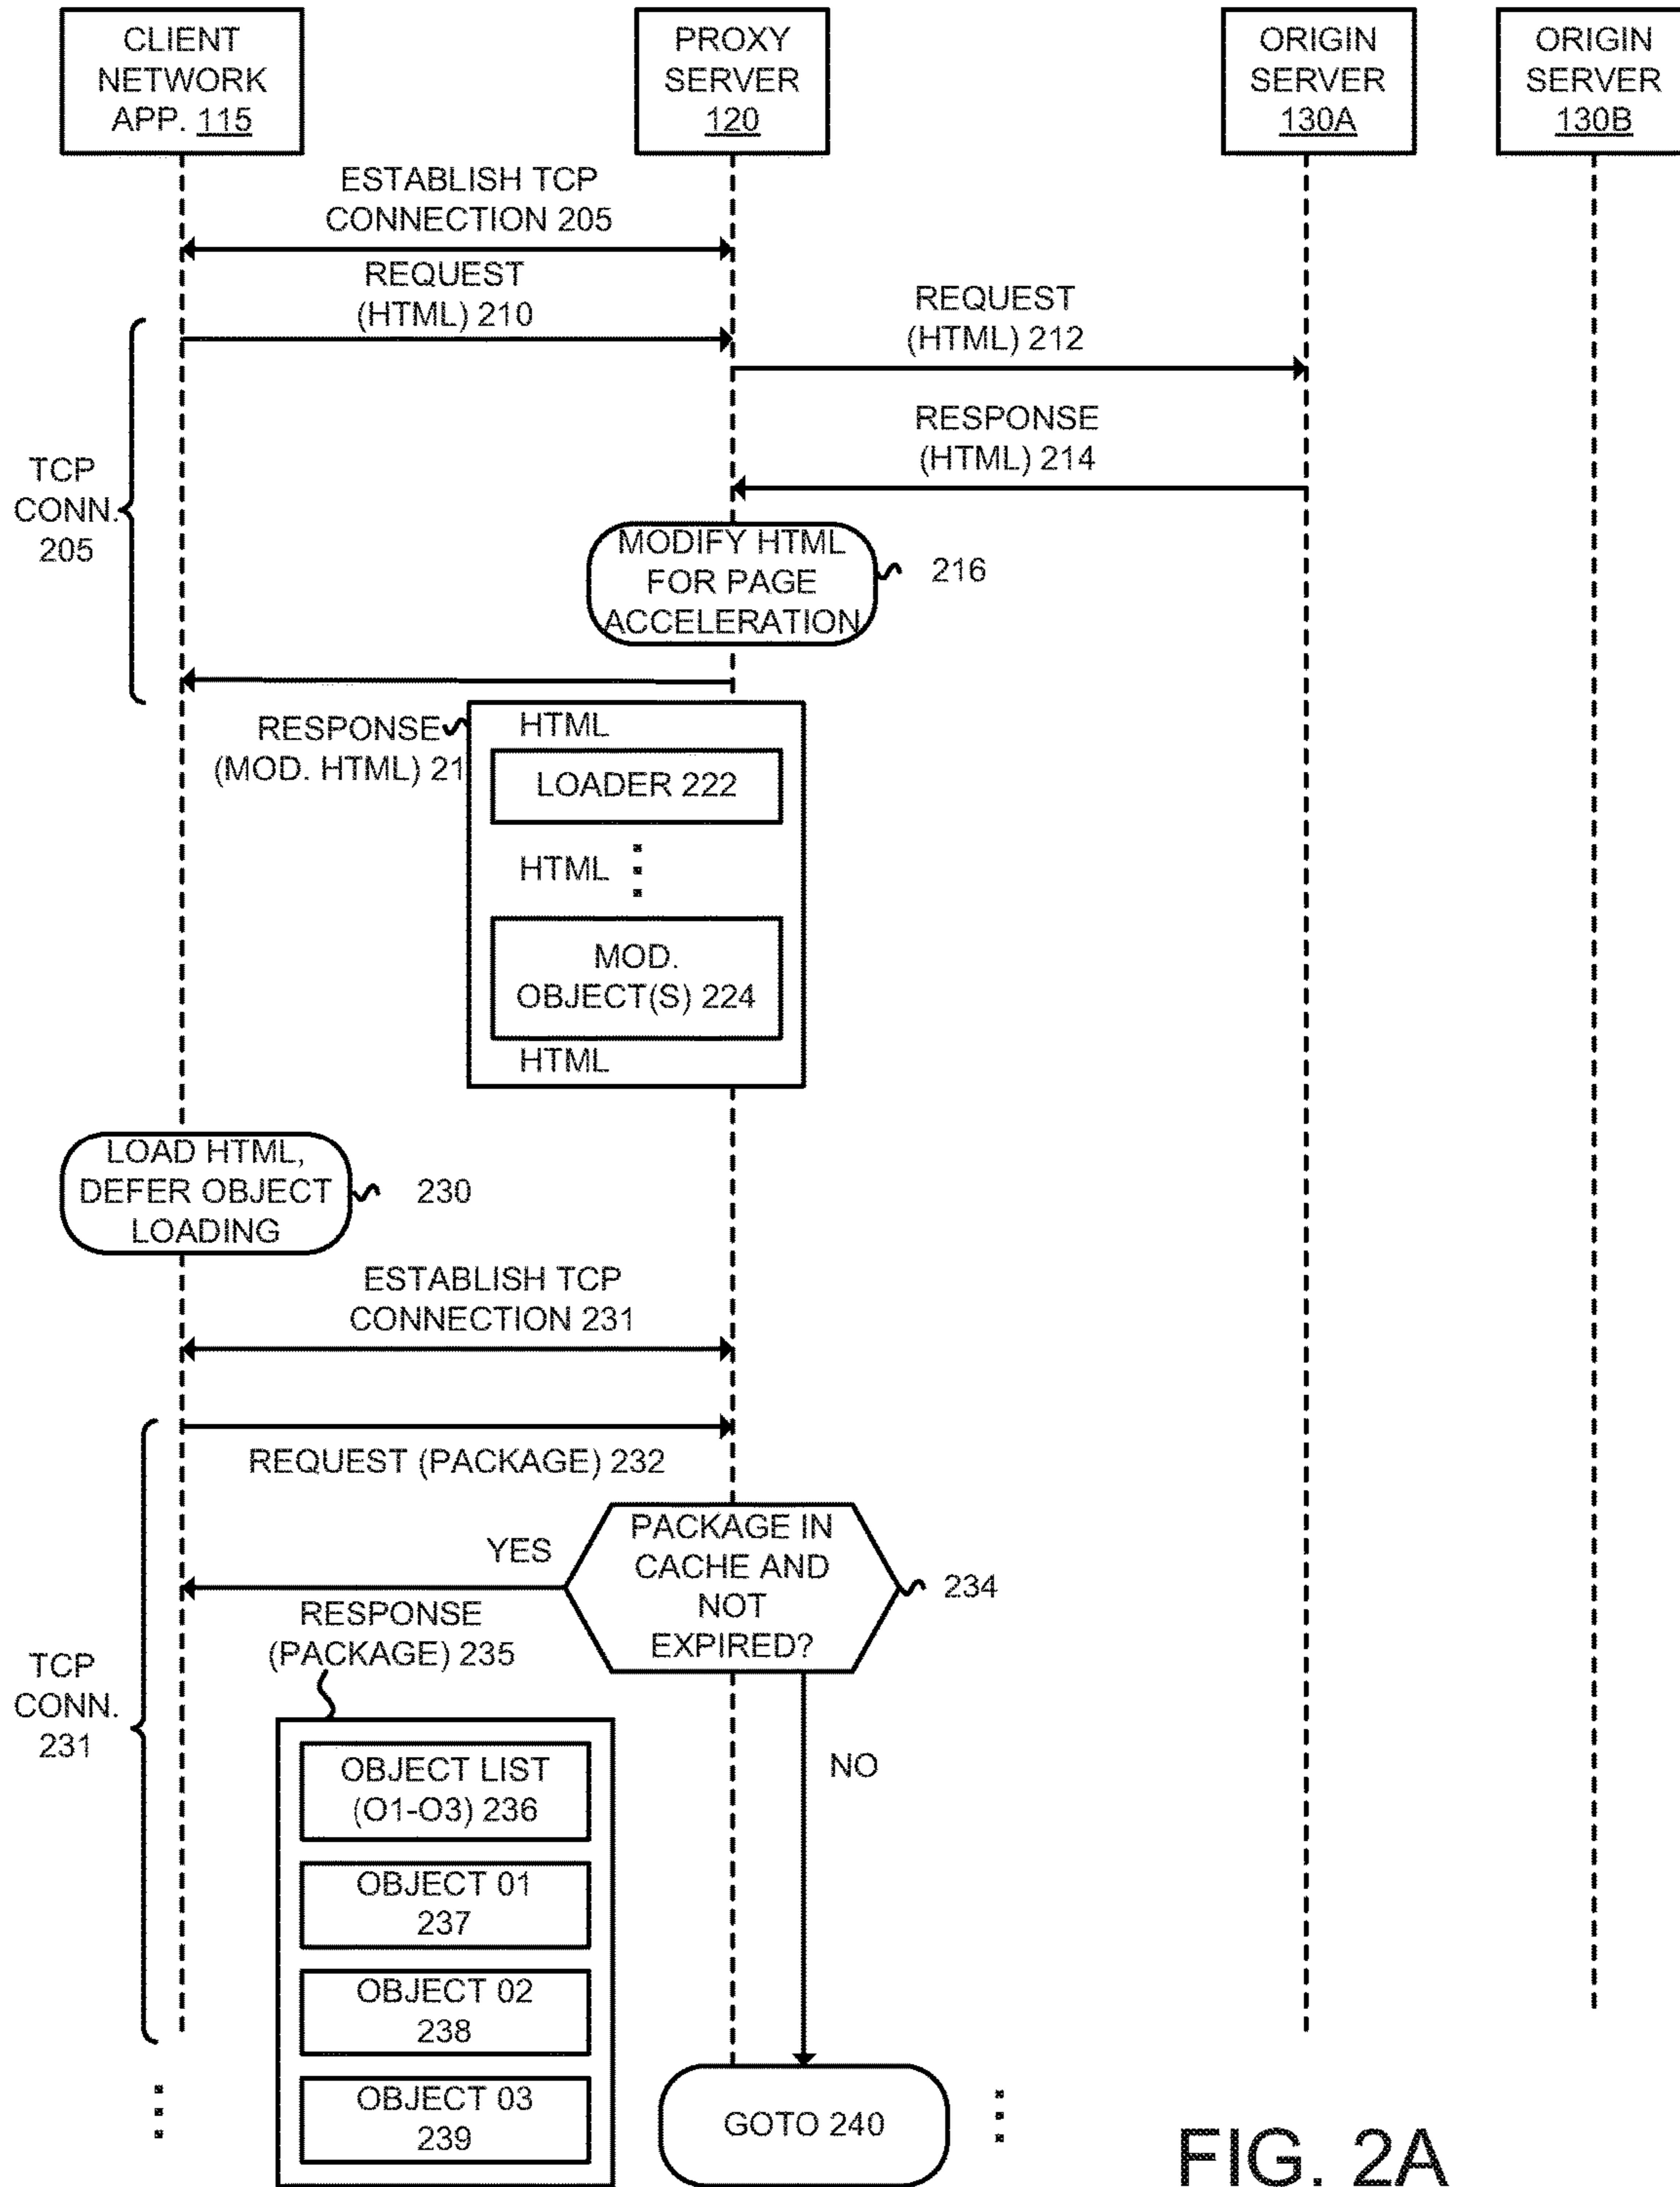 CLIENT
NETWORK
APP. 115
PROXY
SERVER
120
ORIGIN
SERVER
130A
ORIGIN
SERVER
130B
ESTABLISH TCP
CONNECTION 205
REQUEST
(HTML) 210
REQUEST
(HTML) 212
RESPONSE
(HTML) 214
TCP
CONN.
205
MODIFY HTML
FOR PAGE
ACCELERATION
216
RESPONSE
(MOD. HTML) 21
HTML
LOADER 222
HTML
MOD.
OBJECT(S) 224
HTML
LOAD HTML,
DEFER OBJECT
LOADING
230
ESTABLISH TCP
CONNECTION 231
REQUEST (PACKAGE) 232
YES
PACKAGE IN
CACHE AND
NOT
EXPIRED?
234
RESPONSE
(PACKAGE) 235
TCP
CONN.
231
NO
OBJECT LIST
(O1-O3) 236
OBJECT 01
237
OBJECT 02
238
OBJECT 03
239
GOTO 240
FIG. 2A